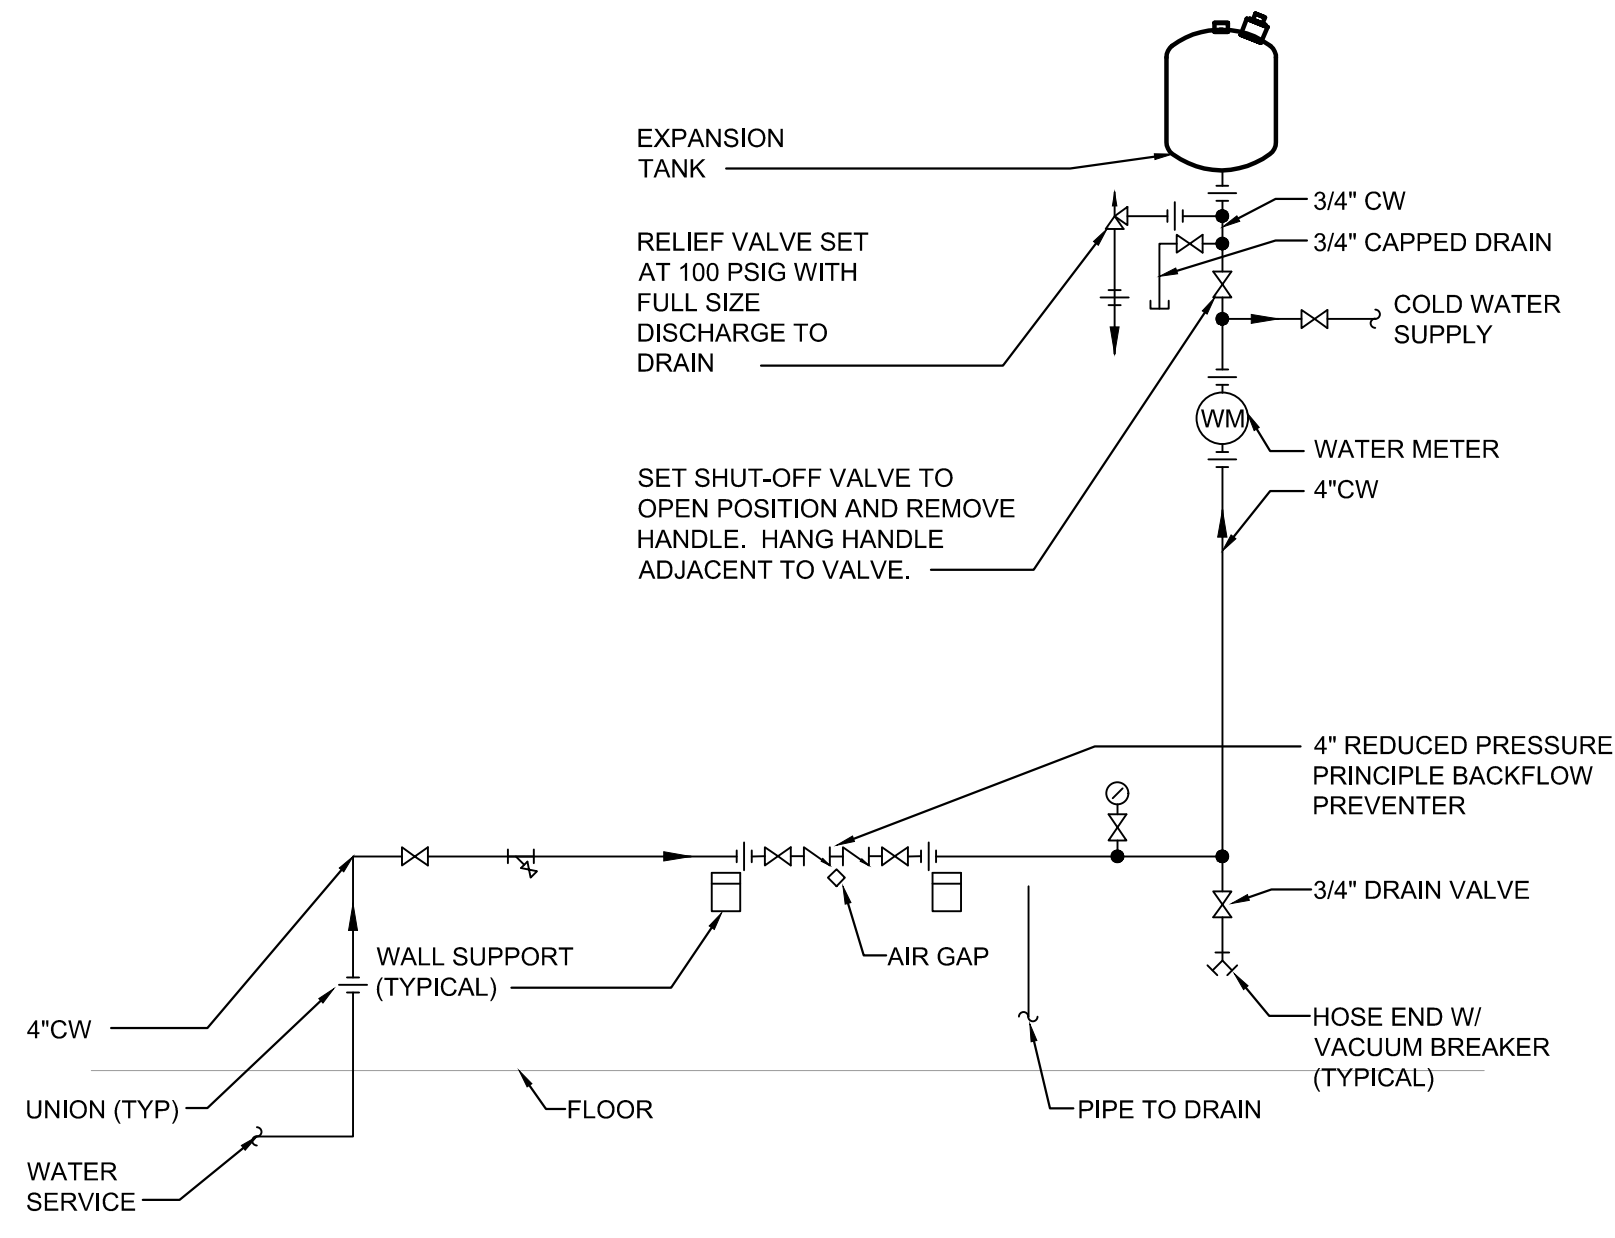 EXPANSION
TANK
3/4" CW
RELIEF VALVE SET
AT 100 PSIG WITH
FULL SIZE
DISCHARGE TO
DRAIN
3/4" CAPPED DRAIN
COLD WATER
SUPPLY
WM
WATER METER
SET SHUT-OFF VALVE TO
OPEN POSITION AND REMOVE
HANDLE.  HANG HANDLE
ADJACENT TO VALVE.
4"CW
4" REDUCED PRESSURE
PRINCIPLE BACKFLOW
PREVENTER
3/4" DRAIN VALVE
WALL SUPPORT
(TYPICAL)
AIR GAP
4"CW
HOSE END W/
VACUUM BREAKER
(TYPICAL)
UNION (TYP)
FLOOR
PIPE TO DRAIN
WATER
SERVICE